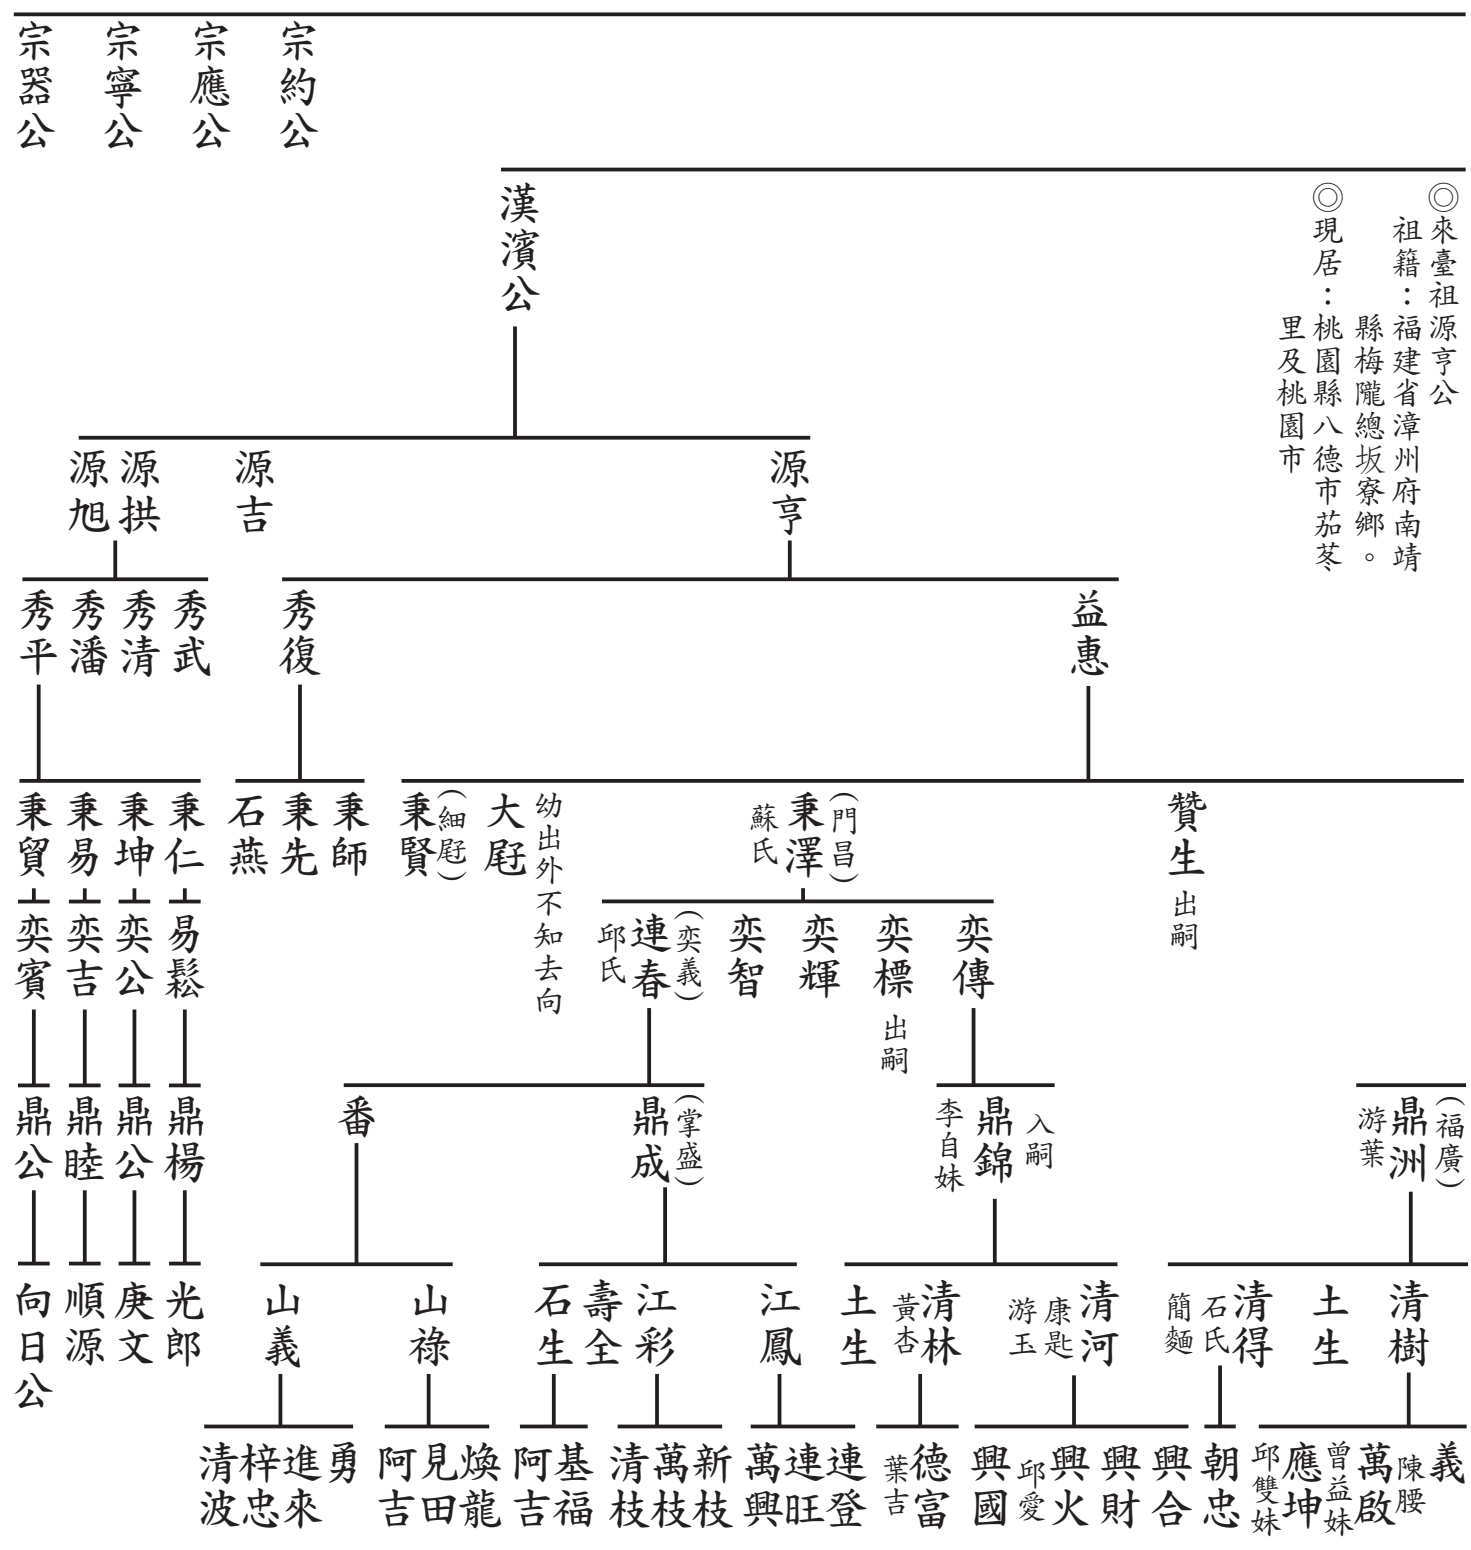 宗約公
宗應公
宗寧公
宗器公
◎來臺祖源亨公
祖籍：福建省漳州府南靖
縣梅隴總坂寮鄉。
◎現居：桃園縣八德市茄苳
里及桃園市
漢濱公
源亨
源吉
源拱
源旭
益惠
秀復
秀武
秀清
秀潘
秀平
贊生 出嗣
(門昌)
秉澤
蘇氏
幼出外不知去向
大屘
(細屘)
秉賢
秉師
秉先
石燕
秉仁
秉坤
秉易
秉貿
奕傳
奕標 出嗣
奕輝
奕智
(奕義)
連春
邱氏
易鬆
奕公
奕吉
奕賓
(福廣)
鼎洲
游葉
入嗣
鼎錦
李自妹
(掌盛)
鼎成
番
鼎楊
鼎公
鼎睦
鼎公
清樹
土生
清得
石氏
簡麵
清河
康匙
游玉
清林
黃杏
土生
江鳳
江彩
壽全
石生
山祿
山義
光郎
庚文
順源
向日公
義
陳腰
萬啟
曾益妹
應坤
邱雙妹
朝忠
興合
興財
興火
邱愛
興國
德富
葉吉
連登
連旺
萬興
新枝
萬枝
清枝
基福
阿吉
煥龍
見田
阿吉
勇
進來
梓忠
清波